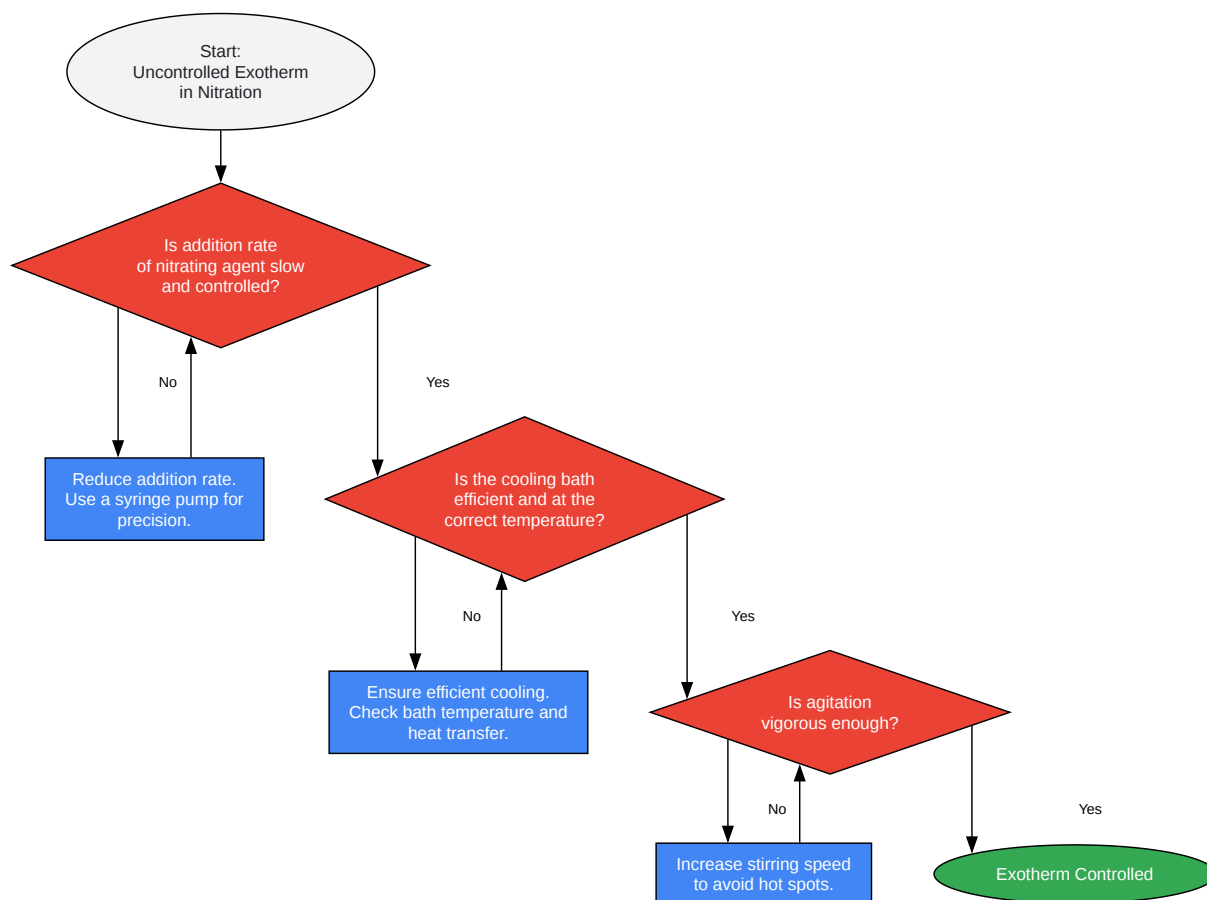 Start:
Uncontrolled Exotherm
in Nitration
Is addition rate
of nitrating agent slow
and controlled?
No
Yes
Reduce addition rate.
Use a syringe pump for
precision.
Is the cooling bath
efficient and at the
correct temperature?
No
Yes
Ensure efficient cooling.
Check bath temperature and
heat transfer.
Is agitation
vigorous enough?
No
Yes
Increase stirring speed
to avoid hot spots.
Exotherm Controlled